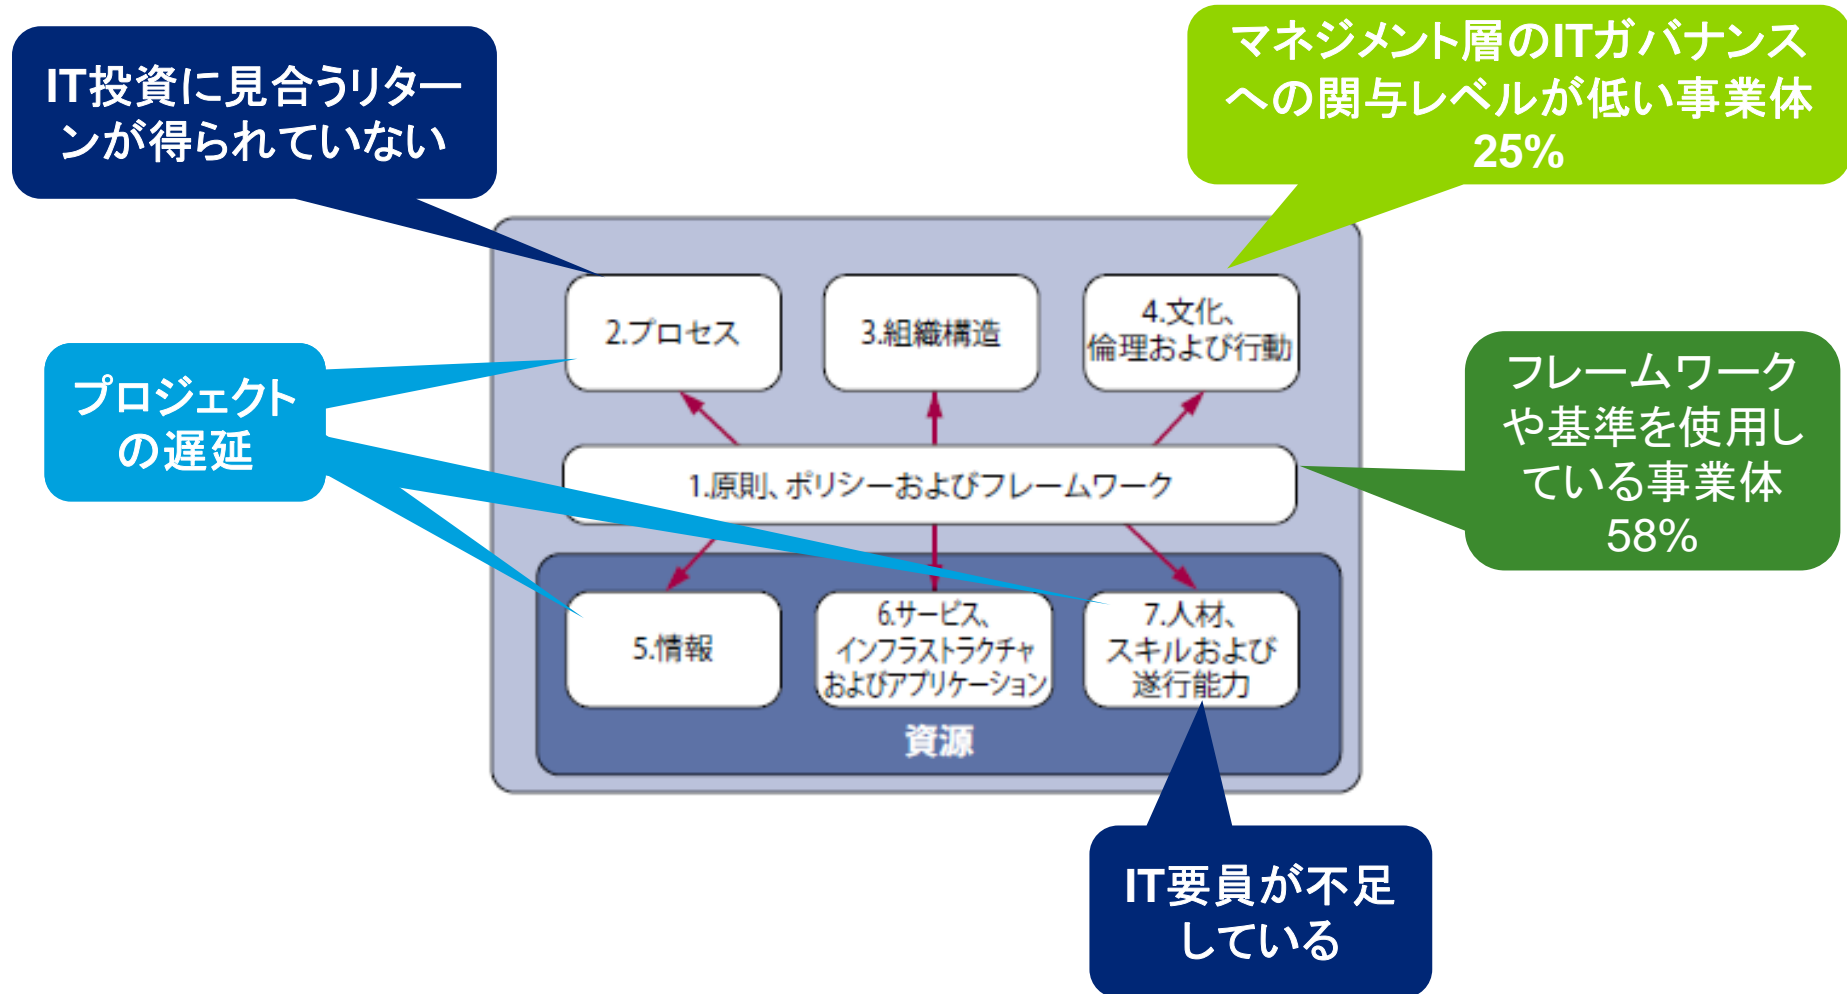 IT投資に見合うリター
ンが得られていない
マネジメント層のITガバナンス
への関与レベルが低い事業体
25%
2.プロセス
3.組織構造
4.文化、
倫理および行動
プロジェクト
の遅延
フレームワーク
や基準を使用し
ている事業体
58%
1.原則、ポリシーおよびフレームワーク
5.情報
6.サービス、
インフラストラクチャ
およびアプリケーション
7.人材、
スキルおよび
遂行能力
資源
IT要員が不足
している